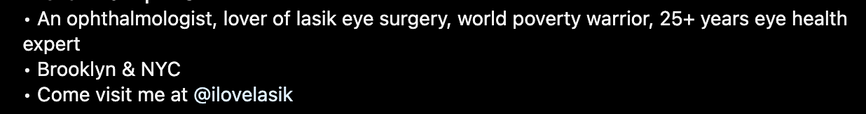 • An ophthalmologist, lover of lasik eye surgery, world poverty warrior, 25+ years eye health
expert
• Brooklyn & NYC
• Come visit me at @ilovelasik